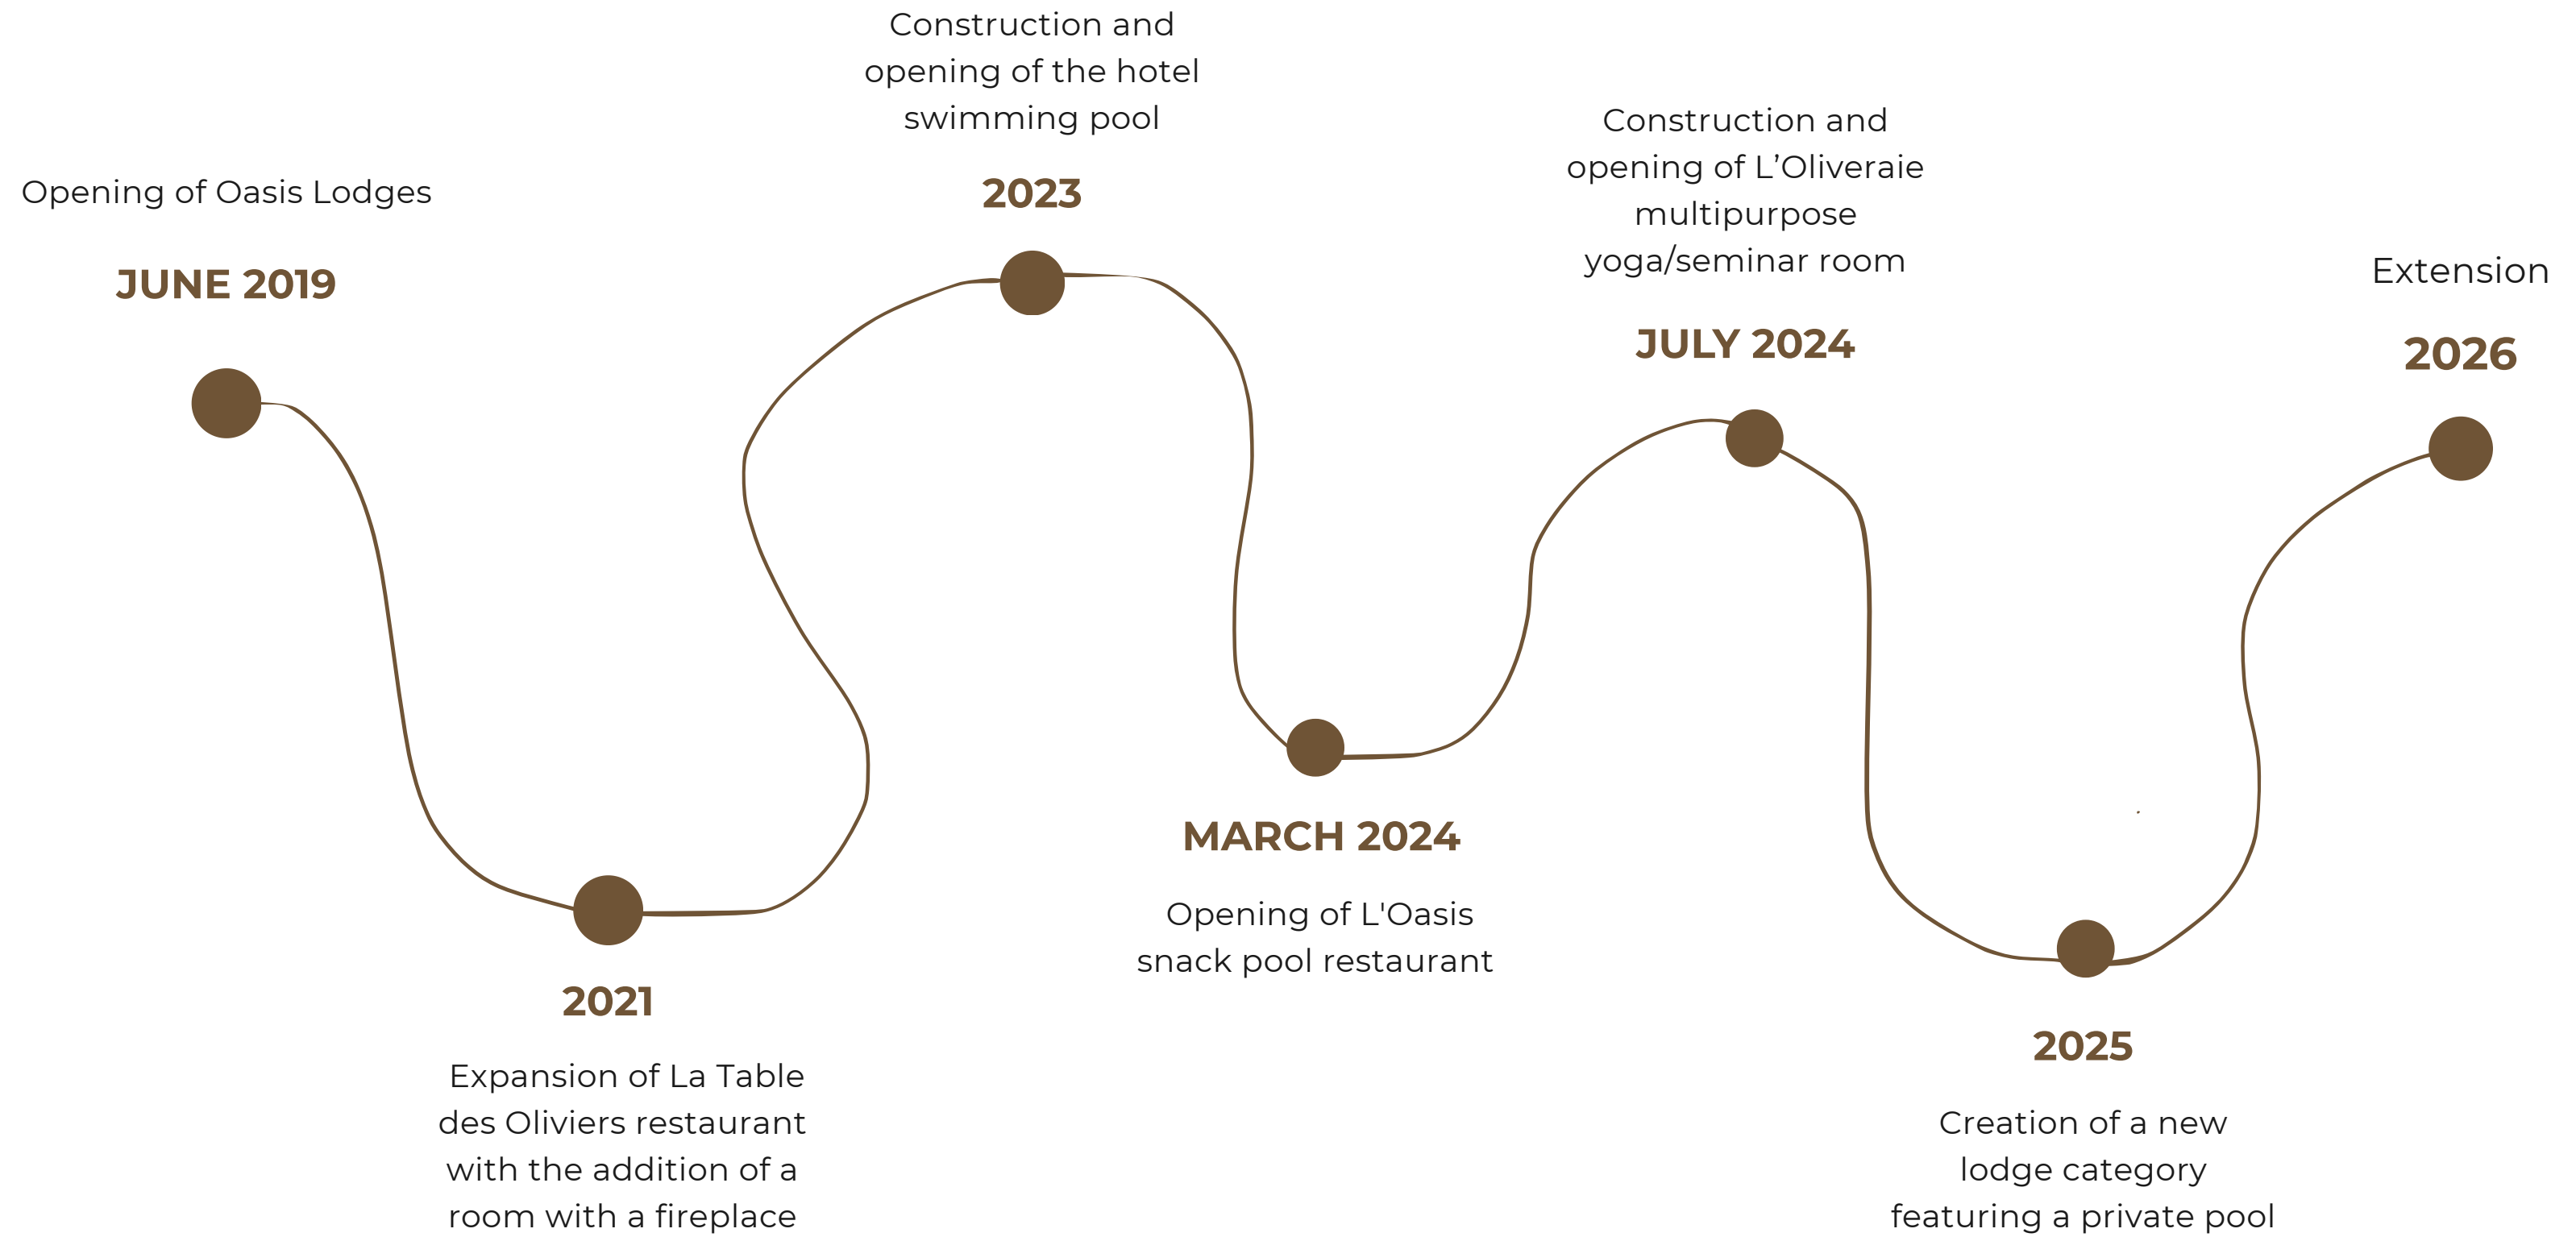 Opening of Oasis Lodges
JUNE 2019
2021
Expansion of La Table
des Oliviers restaurant
with the addition of a
room with a fireplace
Construction and
opening of the hotel
swimming pool
2023
MARCH 2024
Opening of L'Oasis
snack pool restaurant
Construction and
opening of L’Oliveraie
multipurpose
yoga/seminar room
JULY 2024
2025
Creation of a new
lodge category
featuring a private pool
Extension
2026